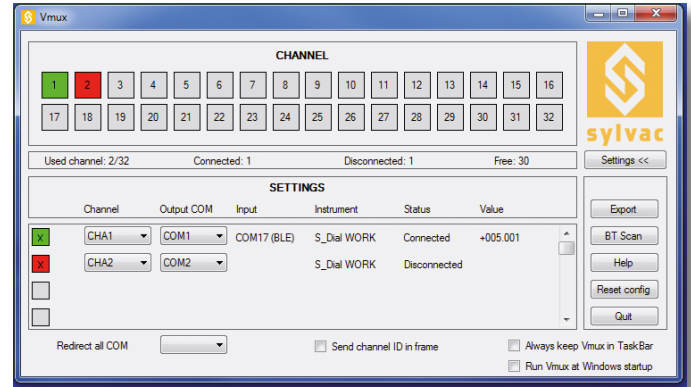 Vmux
CHANNEL
1 2 3 4 5 6 7 8 9 10 11 12 13 14 15 16
17 18 19 20 21 22 23 24 25 26 27 28 29 30 31 32
sylvac
Used channel: 2/32 Connected: 1 Disconnected: 1 Free: 30 Settings <<
SETTINGS
Channel Output COM Input Instrument Status Value Export
X CHA1 COM1 COM17 (BLE) S_Dial WORK Connected +005.001 BT Scan
X CHA2 COM2 S_Dial WORK Disconnected Help
Reset config
Quit
Redirect all COM Send channel ID in frame Always keep Vmux in TaskBar
Run Vmux at Windows startup